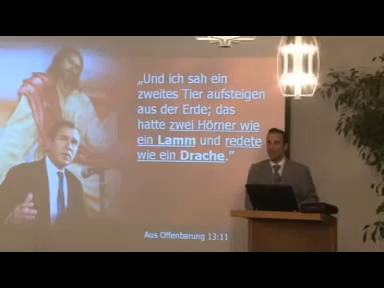 „Und ich sah ein
zweites Tier aufsteigen
aus der Erde; das
hatte zwei Hörner wie
ein Lamm und redete
wie ein Drache.“
Aus Offenbarung 13:11